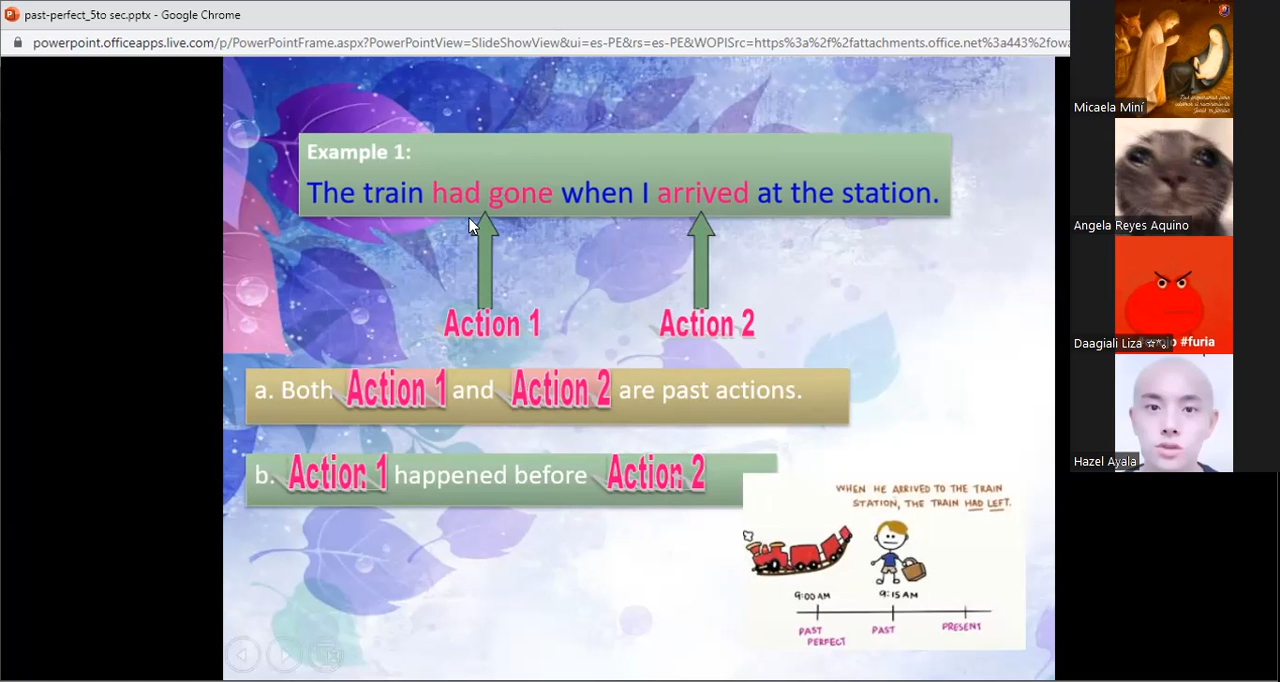 past-perfect_5to sec.pptx - Google Chrome
powerpoint.officeapps.live.com/p/PowerPointFrame.aspx?PowerPointView=SlideShowView&ui=es-PE&rs=es-PE&WOPISrc=https%3a%2f%2fattachments.office.net%3a443%2fowa
Example 1:
The train had gone when I arrived at the station.
Action 1
Action 2
a. Both Action 1 and Action 2 are past actions.
b. Action 1 happened before Action 2
WHEN HE ARRIVED TO THE TRAIN
STATION, THE TRAIN HAD LEFT.
9:00 AM
9:15 AM
PAST
PERFECT
PAST
PRESENT
Micaela Miní
Angela Reyes Aquino
#furia
Daagiali Liza
Hazel Ayala